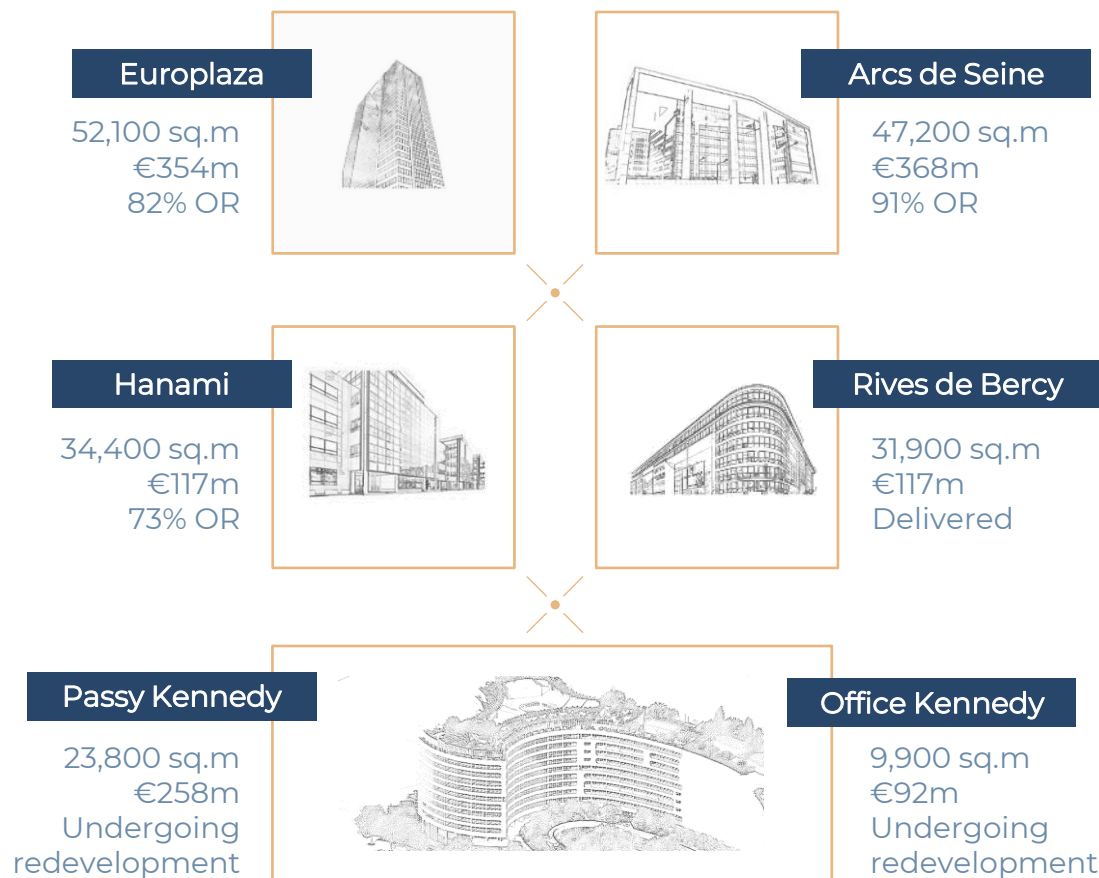 Europlaza
52,100 sq.m
€354m
82% OR
Arcs de Seine
47,200 sq.m
€368m
91% OR
Hanami
34,400 sq.m
€117m
73% OR
Rives de Bercy
31,900 sq.m
€117m
Delivered
Passy Kennedy
23,800 sq.m
€258m
Undergoing
redevelopment
Office Kennedy
9,900 sq.m
€92m
Undergoing
redevelopment